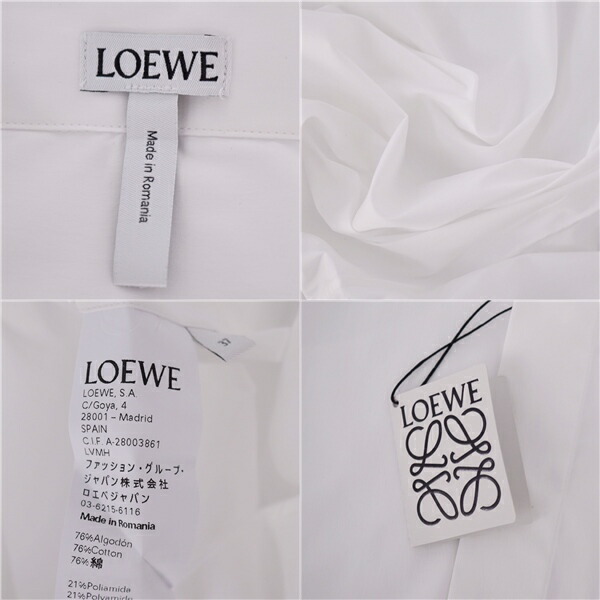 LOEWE
Made in Romania
LOEWE
LOEWE, S.A.
C/Goya, 4
28001 – Madrid
SPAIN
C.I.F. A-28003861
LVMH
ファッション・グループ・
ジャパン株式会社
ロエベジャパン
03-6215-6116
Made in Romania
76%Algodón
76%Cotton
76%綿
21%Poliamida
21%Polyamide
LOEWE